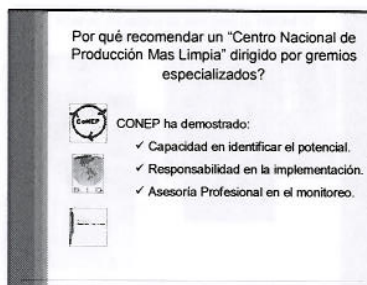 Por qué recomendar un “Centro Nacional de
Producción Mas Limpia” dirigido por gremios
especializados?
CoNEP
CONEP ha demostrado:
✓ Capacidad en identificar el potencial.
✓ Responsabilidad en la implementación.
✓ Asesoría Profesional en el monitoreo.